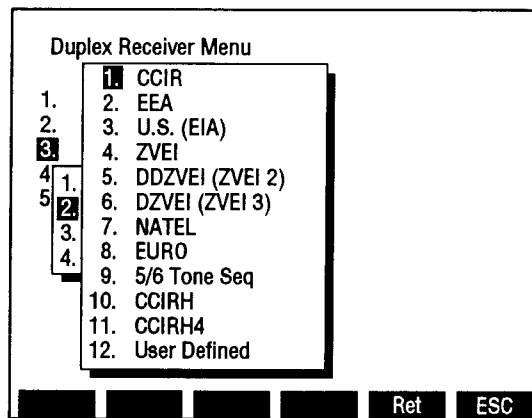 Duplex Receiver Menu
1. CCIR
2. EEA
3. U.S. (EIA)
4. ZVEI
5. DDZVEI (ZVEI 2)
6. DZVEI (ZVEI 3)
7. NATEL
8. EURO
9. 5/6 Tone Seq
10. CCIRH
11. CCIRH4
12. User Defined
1.
2.
3.
4
5
1.
2.
3.
4.
Ret ESC